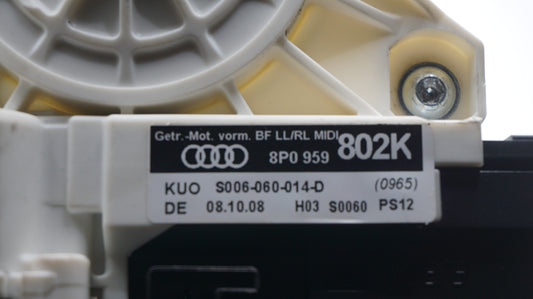 Getr.-Mot. vorm. BF LL/RL MIDI
8P0 959 802K
KUO S006-060-014-D (0965)
DE 08.10.08 H03 S0060 PS12